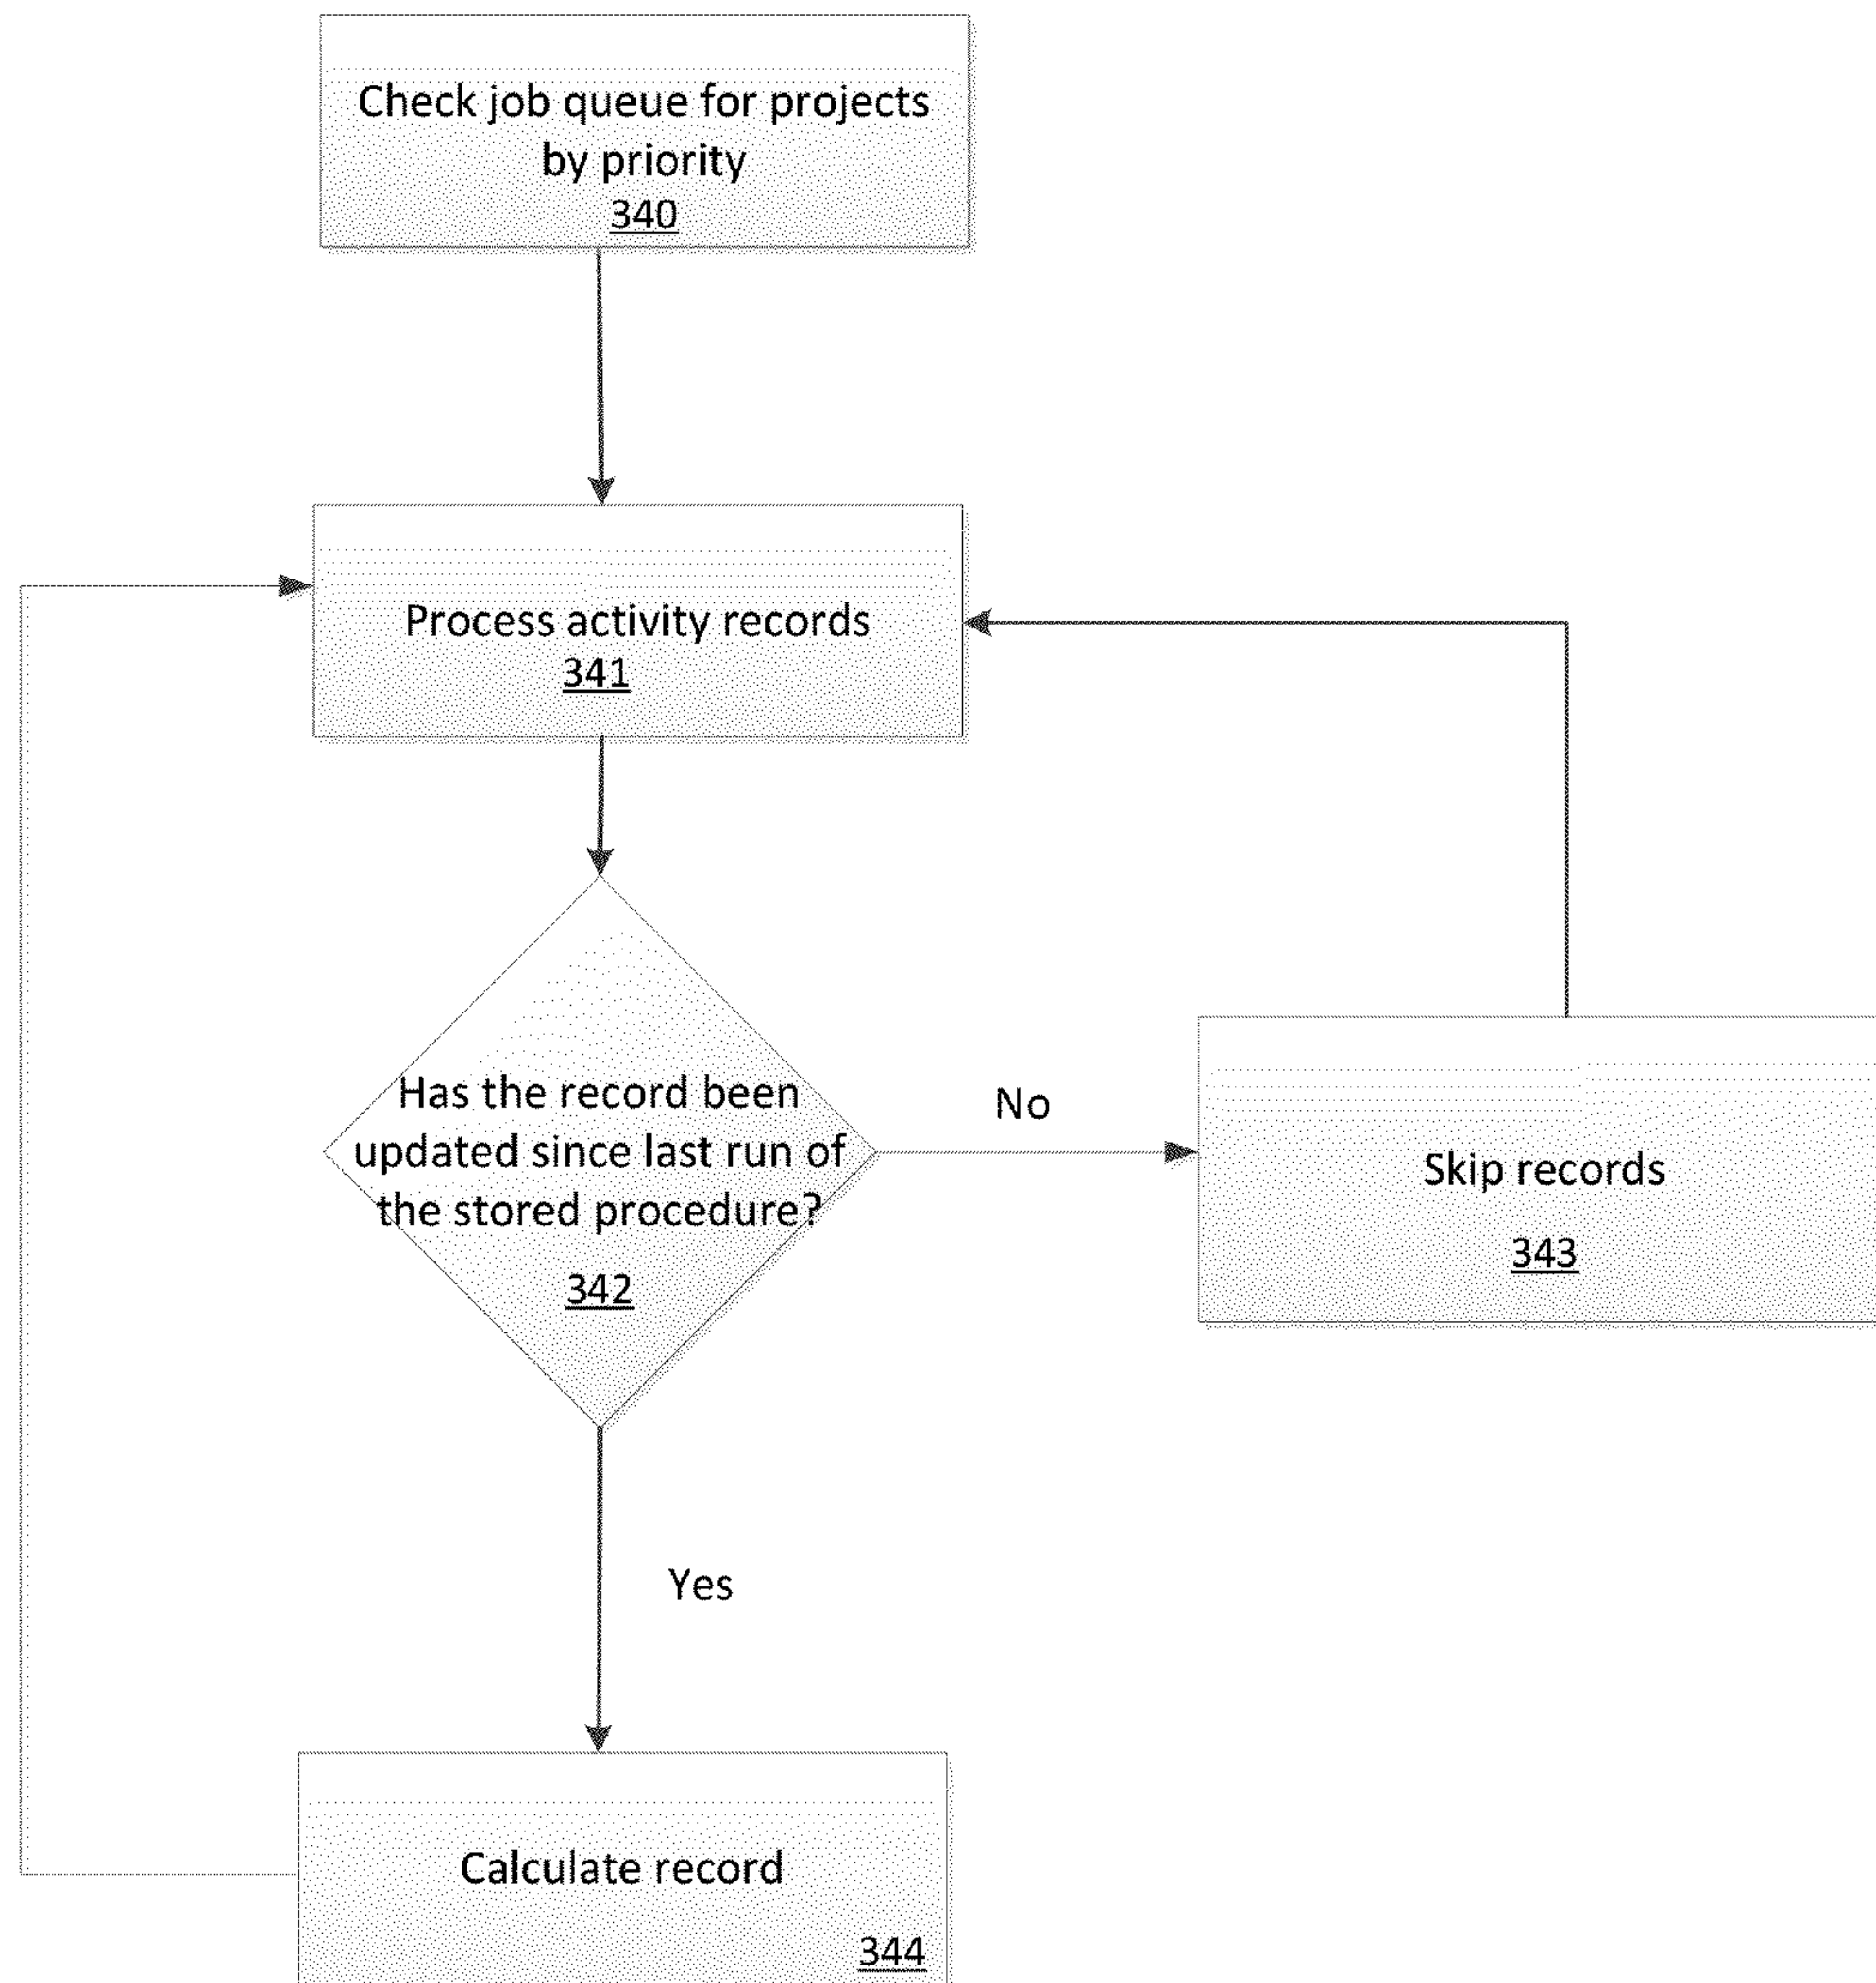 Check job queue for projects
by priority
340
Process activity records
341
Has the record been
updated since last run of
the stored procedure?
342
No
Skip records
343
Yes
Calculate record
344